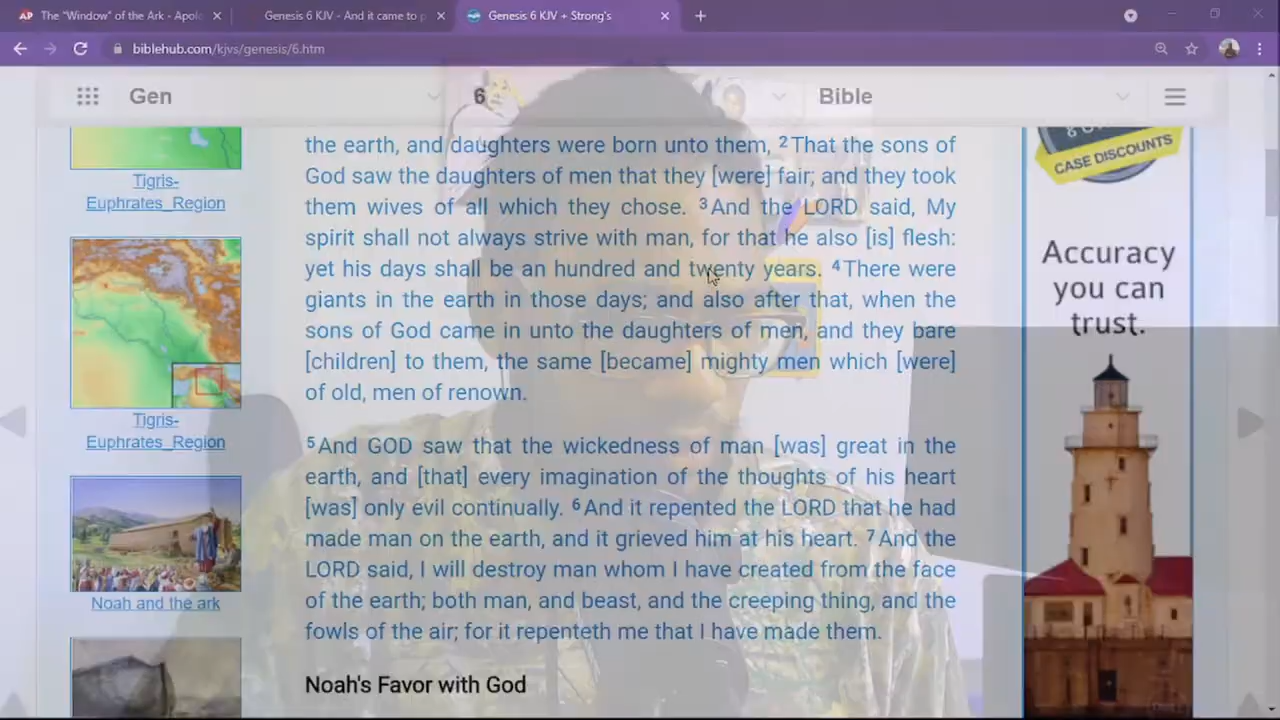 The "Window" of the Ark - Apolo
Genesis 6 KJV - And it came to p
Genesis 6 KJV + Strong's
biblehub.com/kjvs/genesis/6.htm
Gen
6
Bible
the earth, and daughters were born unto them, 2 That the sons of
God saw the daughters of men that they [were] fair; and they took
them wives of all which they chose. 3 And the LORD said, My
spirit shall not always strive with man, for that he also [is] flesh:
yet his days shall be an hundred and twenty years. 4 There were
giants in the earth in those days; and also after that, when the
sons of God came in unto the daughters of men, and they bare
[children] to them, the same [became] mighty men which [were]
of old, men of renown.
5 And GOD saw that the wickedness of man [was] great in the
earth, and [that] every imagination of the thoughts of his heart
[was] only evil continually. 6 And it repented the LORD that he had
made man on the earth, and it grieved him at his heart. 7 And the
LORD said, I will destroy man whom I have created from the face
of the earth; both man, and beast, and the creeping thing, and the
fowls of the air; for it repenteth me that I have made them.
Noah's Favor with God
Tigris-
Euphrates_Region
Tigris-
Euphrates_Region
Noah and the ark
CASE DISCOUNTS
Accuracy
you can
trust.